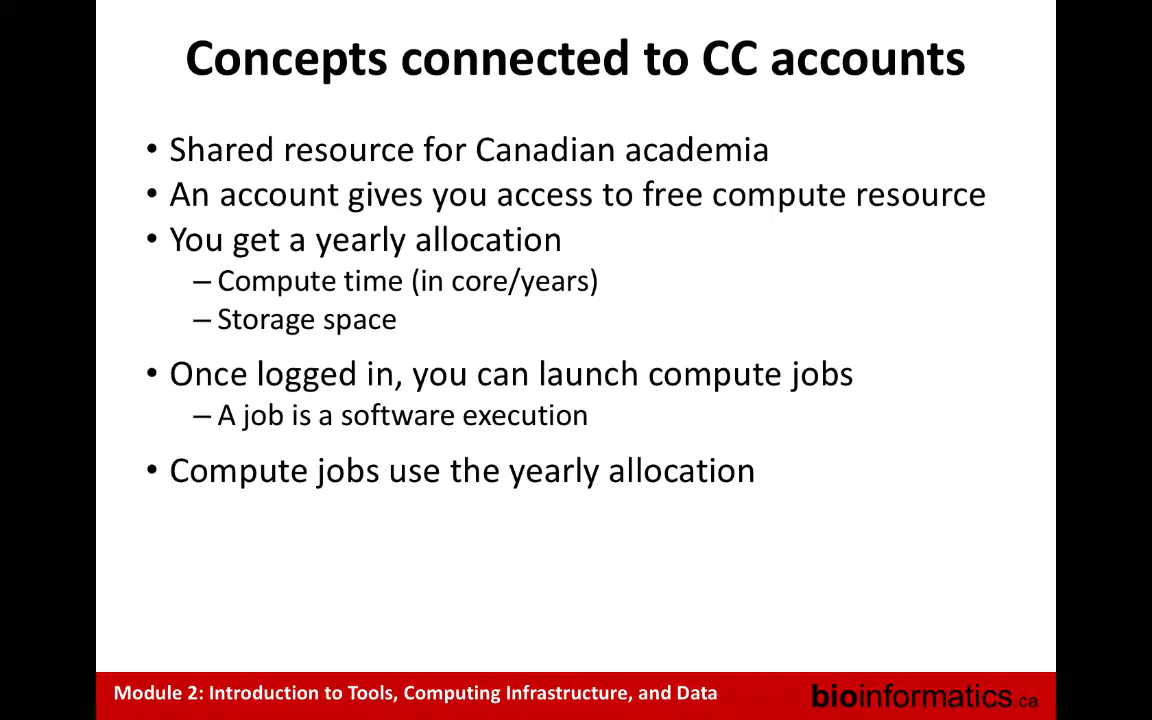 Concepts connected to CC accounts
• Shared resource for Canadian academia
• An account gives you access to free compute resource
• You get a yearly allocation
– Compute time (in core/years)
– Storage space
• Once logged in, you can launch compute jobs
– A job is a software execution
• Compute jobs use the yearly allocation
Module 2: Introduction to Tools, Computing Infrastructure, and Data
bioinformatics.ca